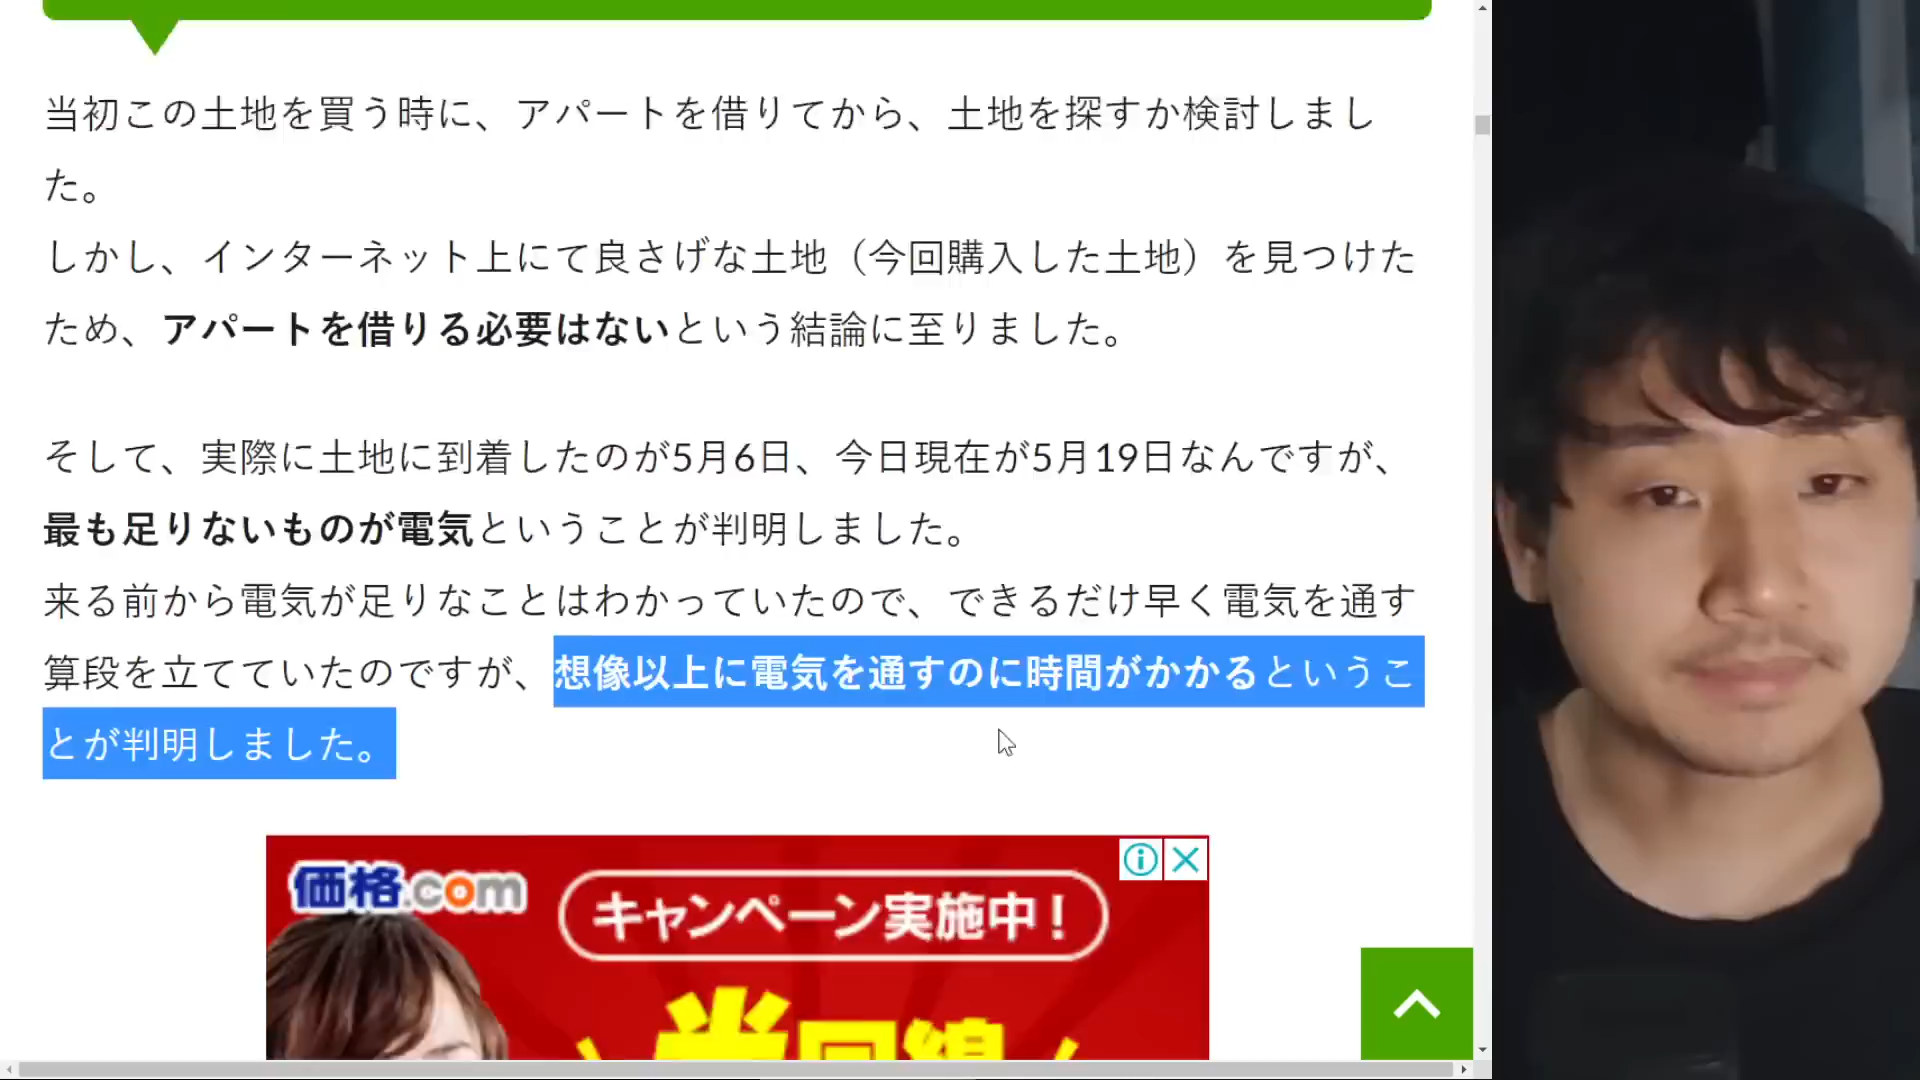 当初この土地を買う時に、アパートを借りてから、土地を探すか検討しまし
た。
しかし、インターネット上にて良さげな土地（今回購入した土地）を見つけた
ため、アパートを借りる必要はないという結論に至りました。
そして、実際に土地に到着したのが5月6日、今日現在が5月19日なんですが、
最も足りないものが電気ということが判明しました。
来る前から電気が足りなことはわかっていたので、できるだけ早く電気を通す
算段を立てていたのですが、想像以上に電気を通すのに時間がかかるというこ
とが判明しました。
価格.com
キャンペーン実施中！